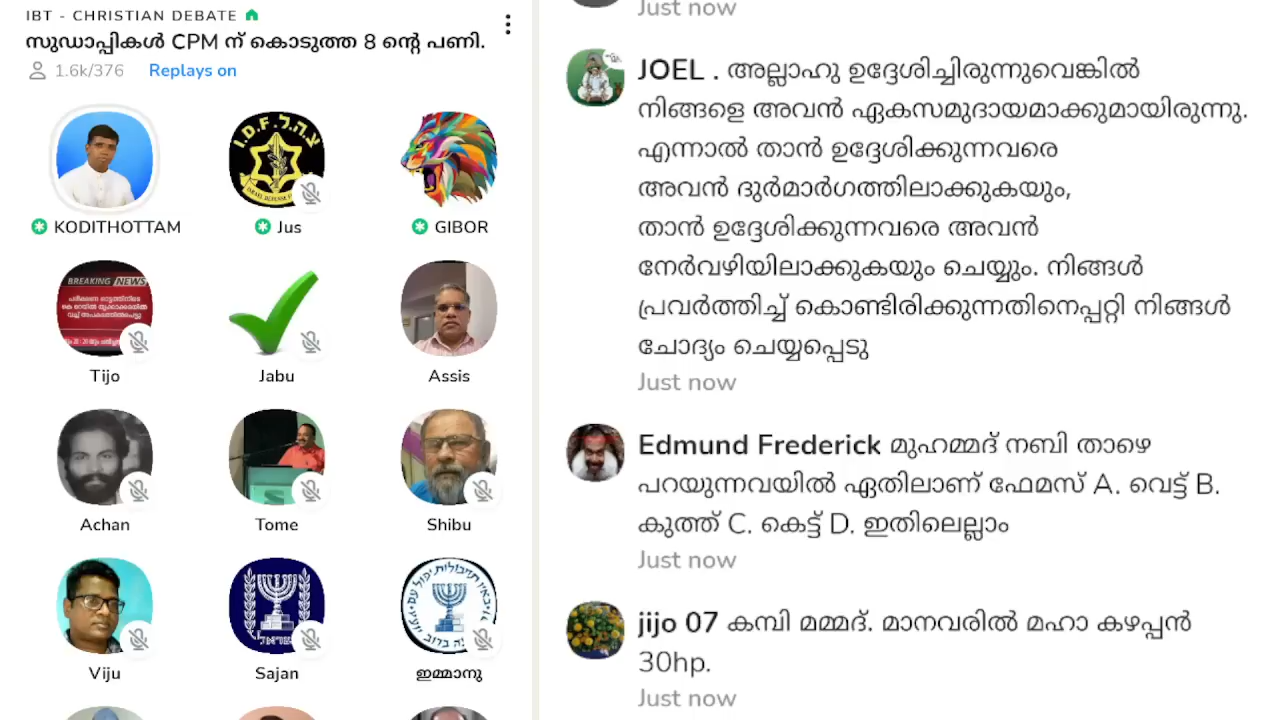 IBT - CHRISTIAN DEBATE
സുഡാപ്പികൾ CPM ന് കൊടുത്ത 8 ന്റെ പണി.
1.6k/376 Replays on
צ.ה.ל. I.D.F.
KODITHOTTAM
Jus
GIBOR
BREAKING NEWS
Tijo
Jabu
Assis
Achan
Tome
Shibu
ישראל
Viju
Sajan
ഇമ്മാനു
Just now
JOEL . അല്ലാഹു ഉദ്ദേശിച്ചിരുന്നുവെങ്കിൽ
നിങ്ങളെ അവൻ ഏകസമുദായമാക്കുമായിരുന്നു.
എന്നാൽ താൻ ഉദ്ദേശിക്കുന്നവരെ
അവൻ ദുർമാർഗത്തിലാക്കുകയും,
താൻ ഉദ്ദേശിക്കുന്നവരെ അവൻ
നേർവഴിയിലാക്കുകയും ചെയ്യും. നിങ്ങൾ
പ്രവർത്തിച്ച് കൊണ്ടിരിക്കുന്നതിനെപ്പറ്റി നിങ്ങൾ
ചോദ്യം ചെയ്യപ്പെടു
Just now
Edmund Frederick മുഹമ്മദ് നബി താഴെ
പറയുന്നവയിൽ ഏതിലാണ് ഫേമസ് A. വെട്ട് B.
കുത്ത് C. കെട്ട് D. ഇതിലെല്ലാം
Just now
jijo 07 കമ്പി മമ്മദ്. മാനവരിൽ മഹാ കഴപ്പൻ
30hp.
Just now